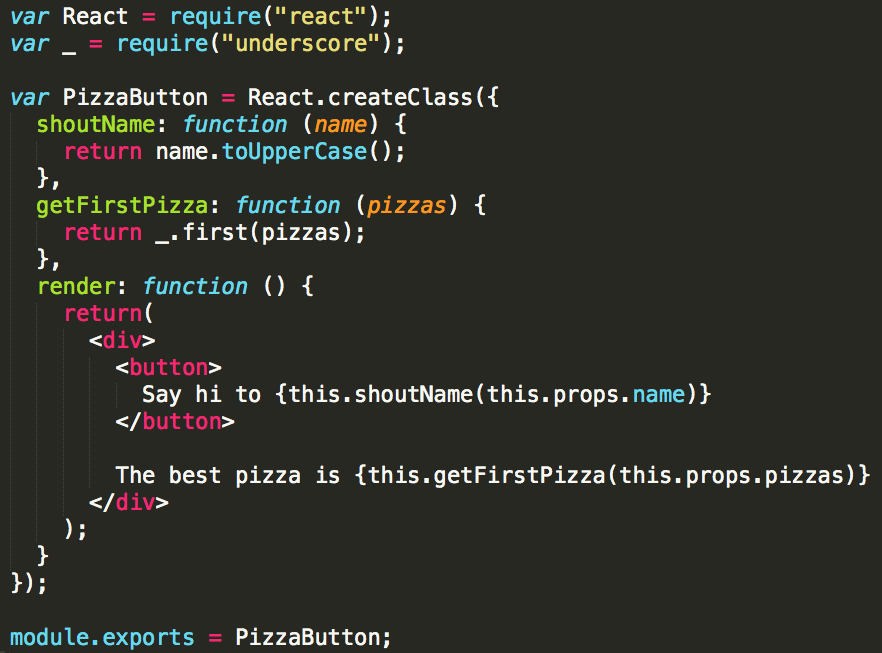 var React = require("react");
var _ = require("underscore");

var PizzaButton = React.createClass({
  shoutName: function (name) {
    return name.toUpperCase();
  },
  getFirstPizza: function (pizzas) {
    return _.first(pizzas);
  },
  render: function () {
    return(
      <div>
        <button>
          Say hi to {this.shoutName(this.props.name)}
        </button>

        The best pizza is {this.getFirstPizza(this.props.pizzas)}
      </div>
    );
  }
});

module.exports = PizzaButton;